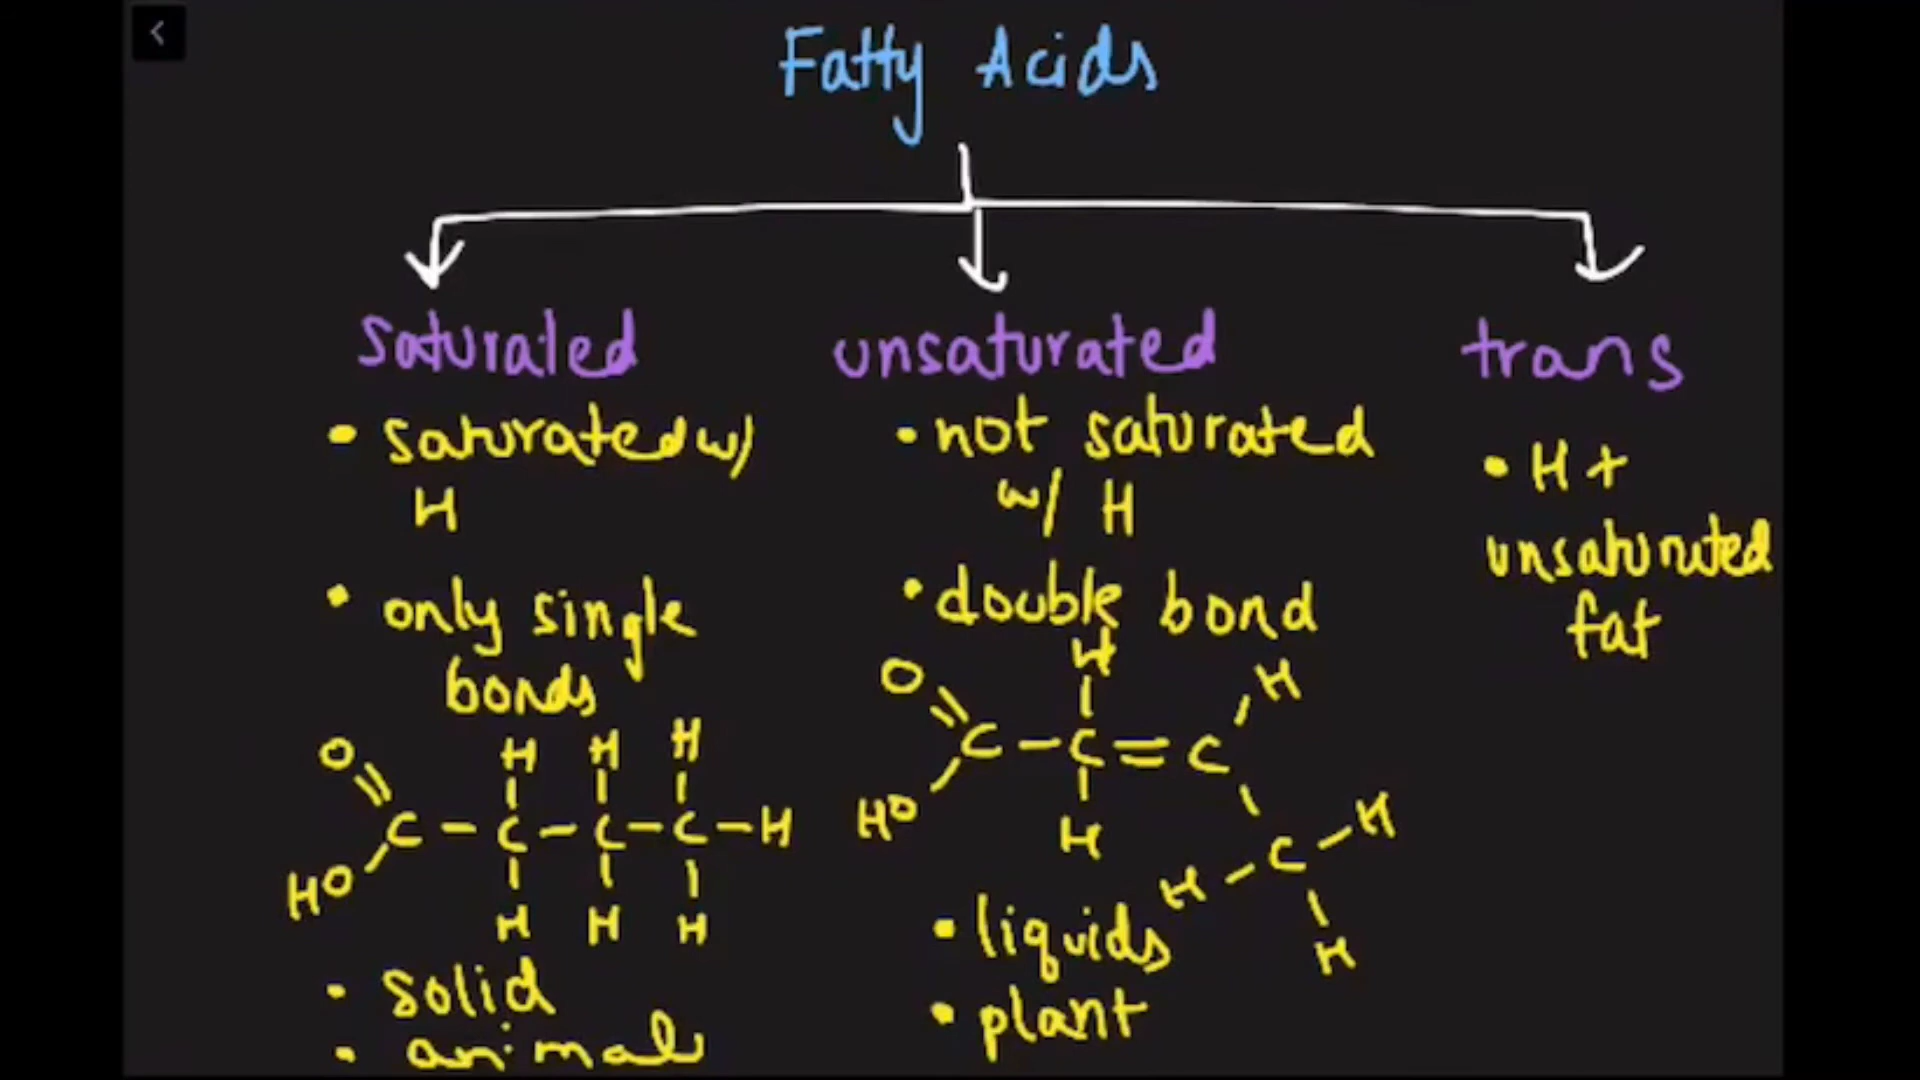 Fatty Acids
saturated
• saturated w/
H
• only single
bonds
O H H H
C - C - C - C - H
HO
H H H
• solid
• animal
unsaturated
• not saturated
w/ H
• double bond
O H H
C - C = C
HO H
C - H
H
H
• liquids
• plant
trans
• H +
unsaturated
fat